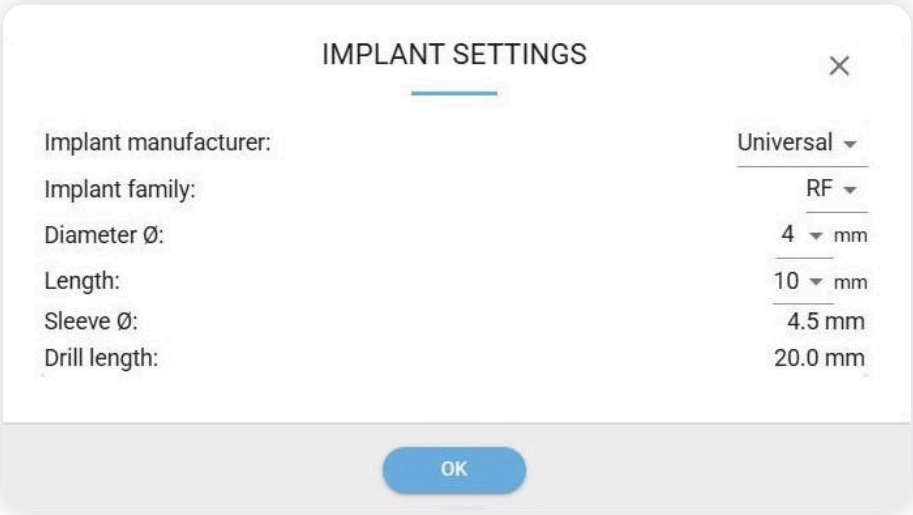 IMPLANT SETTINGS
Implant manufacturer: Universal
Implant family: RF
Diameter Ø: 4 mm
Length: 10 mm
Sleeve Ø: 4.5 mm
Drill length: 20.0 mm
OK